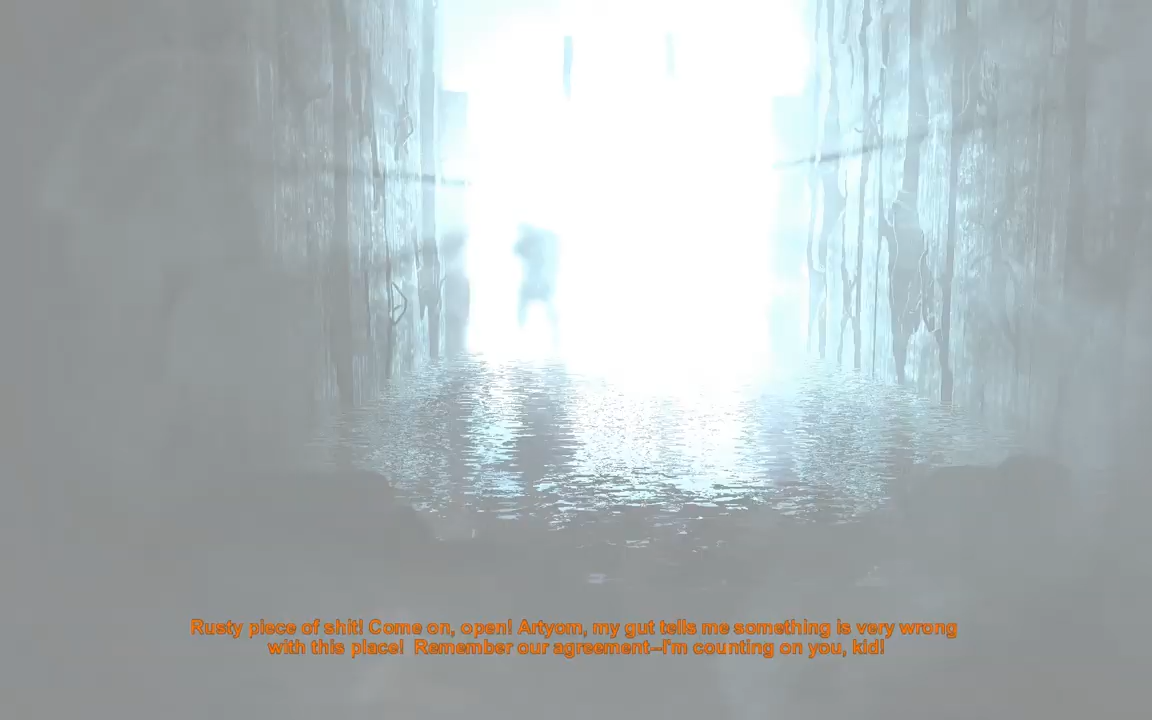 Rusty piece of shit! Come on, open! Artyom, my gut tells me something is very wrong
with this place!  Remember our agreement--I'm counting on you, kid!